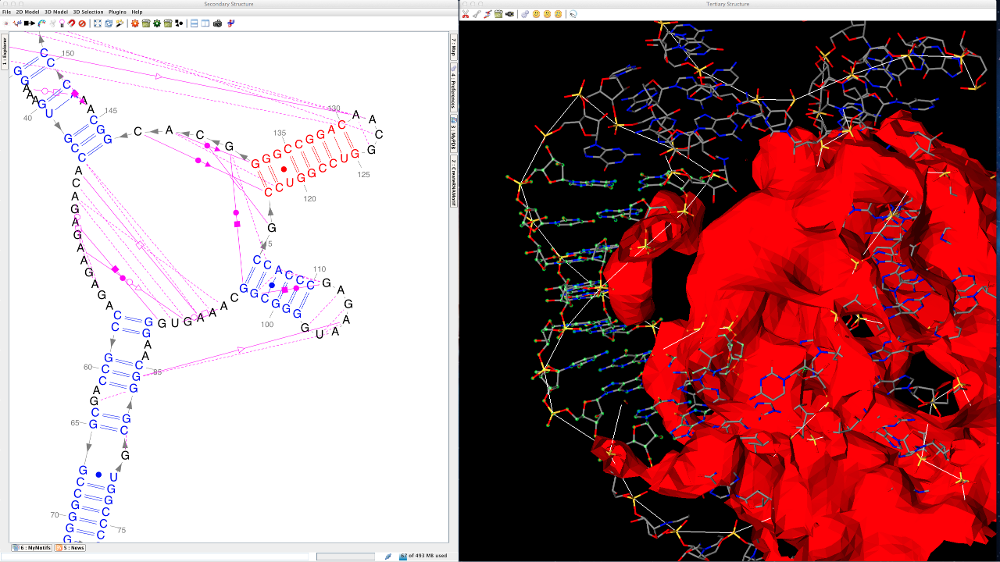 Secondary Structure
Tertiary Structure
File 2D Model 3D Model 3D Selection Plugins Help
1 : Explorer
7 : Map
4 : Preferences
3 : MyPDB
2 : CreateRNAMotif
150
C
C
C
G
G
A
A
A
G
U
A
A
40
145
A
C
G
G
C
A
C
G
G
C
C
A
C
A
G
A
G
A
A
G
A
G
A
C
C
135
G G G C C G G A C
130
A
A
C
G
125
G
U
C
C
G
G
U
C
C
120
G
115
C C A C C C
110
G
A
G
A
A
U
G
G G C G G G
100
C
A
A
A
G
U
G
G
G
A
A
C
G
95
60
G
C
C
A
G
C
G
65
G
C
G
G
U
G
G
C
C
C
75
G
C
C
G
G
G
G
70
6 : MyMotifs 5 : News
67 of 493 MB used